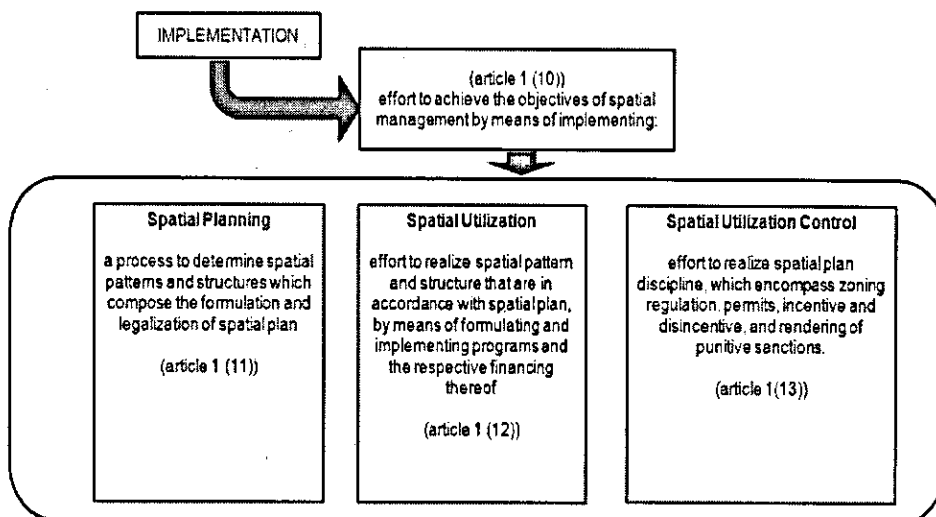 IMPLEMENTATION
(article 1 (10))
effort to achieve the objectives of spatial
management by means of implementing:
Spatial Planning
a process to determine spatial
patterns and structures which
compose the formulation and
legalization of spatial plan
(article 1 (11))
Spatial Utilization
effort to realize spatial pattern
and structure that are in
accordance with spatial plan,
by means of formulating and
implementing programs and
the respective financing
thereof
(article 1 (12))
Spatial Utilization Control
effort to realize spatial plan
discipline, which encompass zoning
regulation, permits, incentive and
disincentive, and rendering of
punitive sanctions.
(article 1(13))